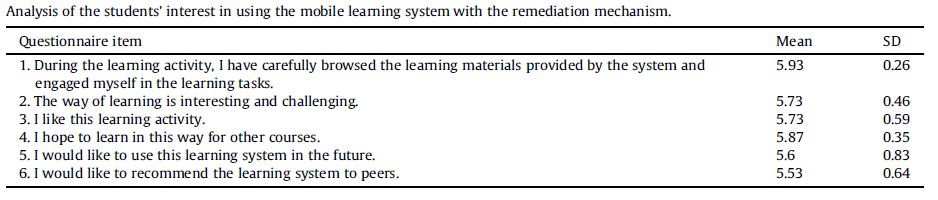 Analysis of the students' interest in using the mobile learning system with the remediation mechanism.
Questionnaire item Mean SD
1. During the learning activity, I have carefully browsed the learning materials provided by the system and 5.93 0.26
engaged myself in the learning tasks.
2. The way of learning is interesting and challenging. 5.73 0.46
3. I like this learning activity. 5.73 0.59
4. I hope to learn in this way for other courses. 5.87 0.35
5. I would like to use this learning system in the future. 5.6 0.83
6. I would like to recommend the learning system to peers. 5.53 0.64